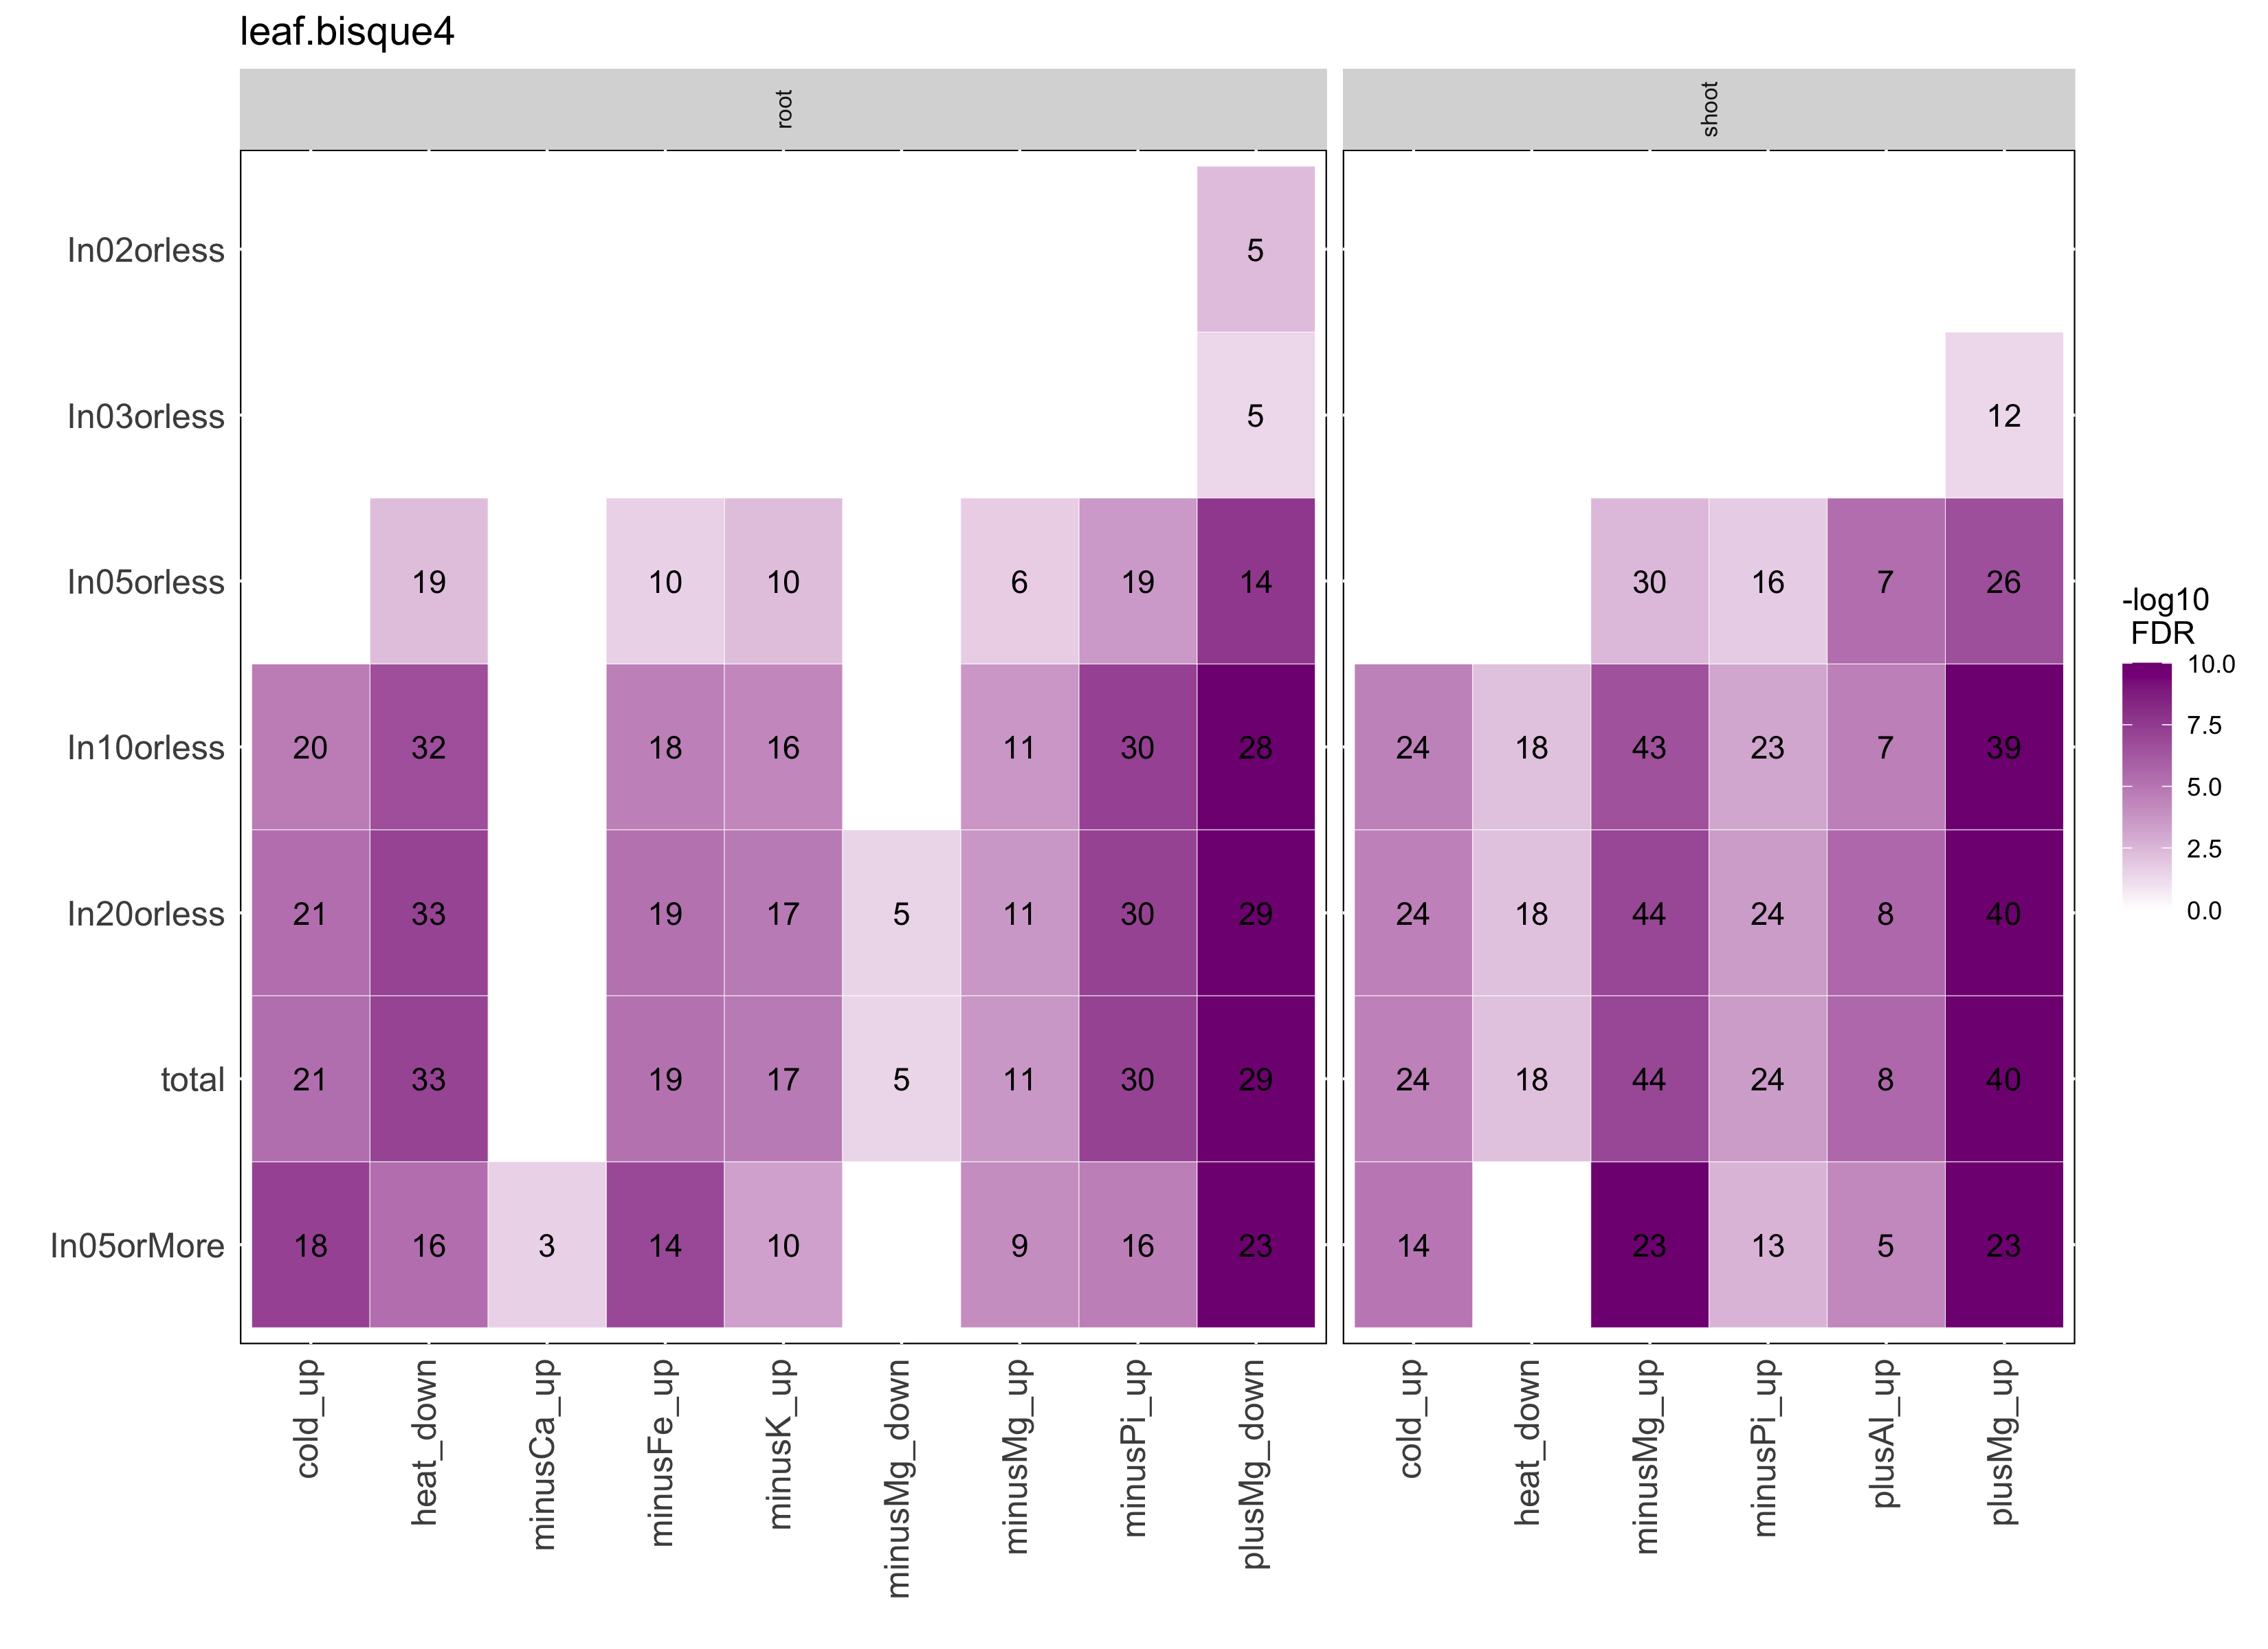 leaf.bisque4
root shoot
In02orless 5
In03orless 5 12
In05orless 19 10 10 6 19 14 30 16 7 26
In10orless 20 32 18 16 11 30 28 24 18 43 23 7 39
In20orless 21 33 19 17 5 11 30 29 24 18 44 24 8 40
total 21 33 19 17 5 11 30 29 24 18 44 24 8 40
In05orMore 18 16 3 14 10 9 16 23 14 23 13 5 23
cold_up heat_down minusCa_up minusFe_up minusK_up minusMg_down minusMg_up minusPi_up plusMg_down cold_up heat_down minusMg_up minusPi_up plusAl_up plusMg_up
-log10
FDR
10.0
7.5
5.0
2.5
0.0